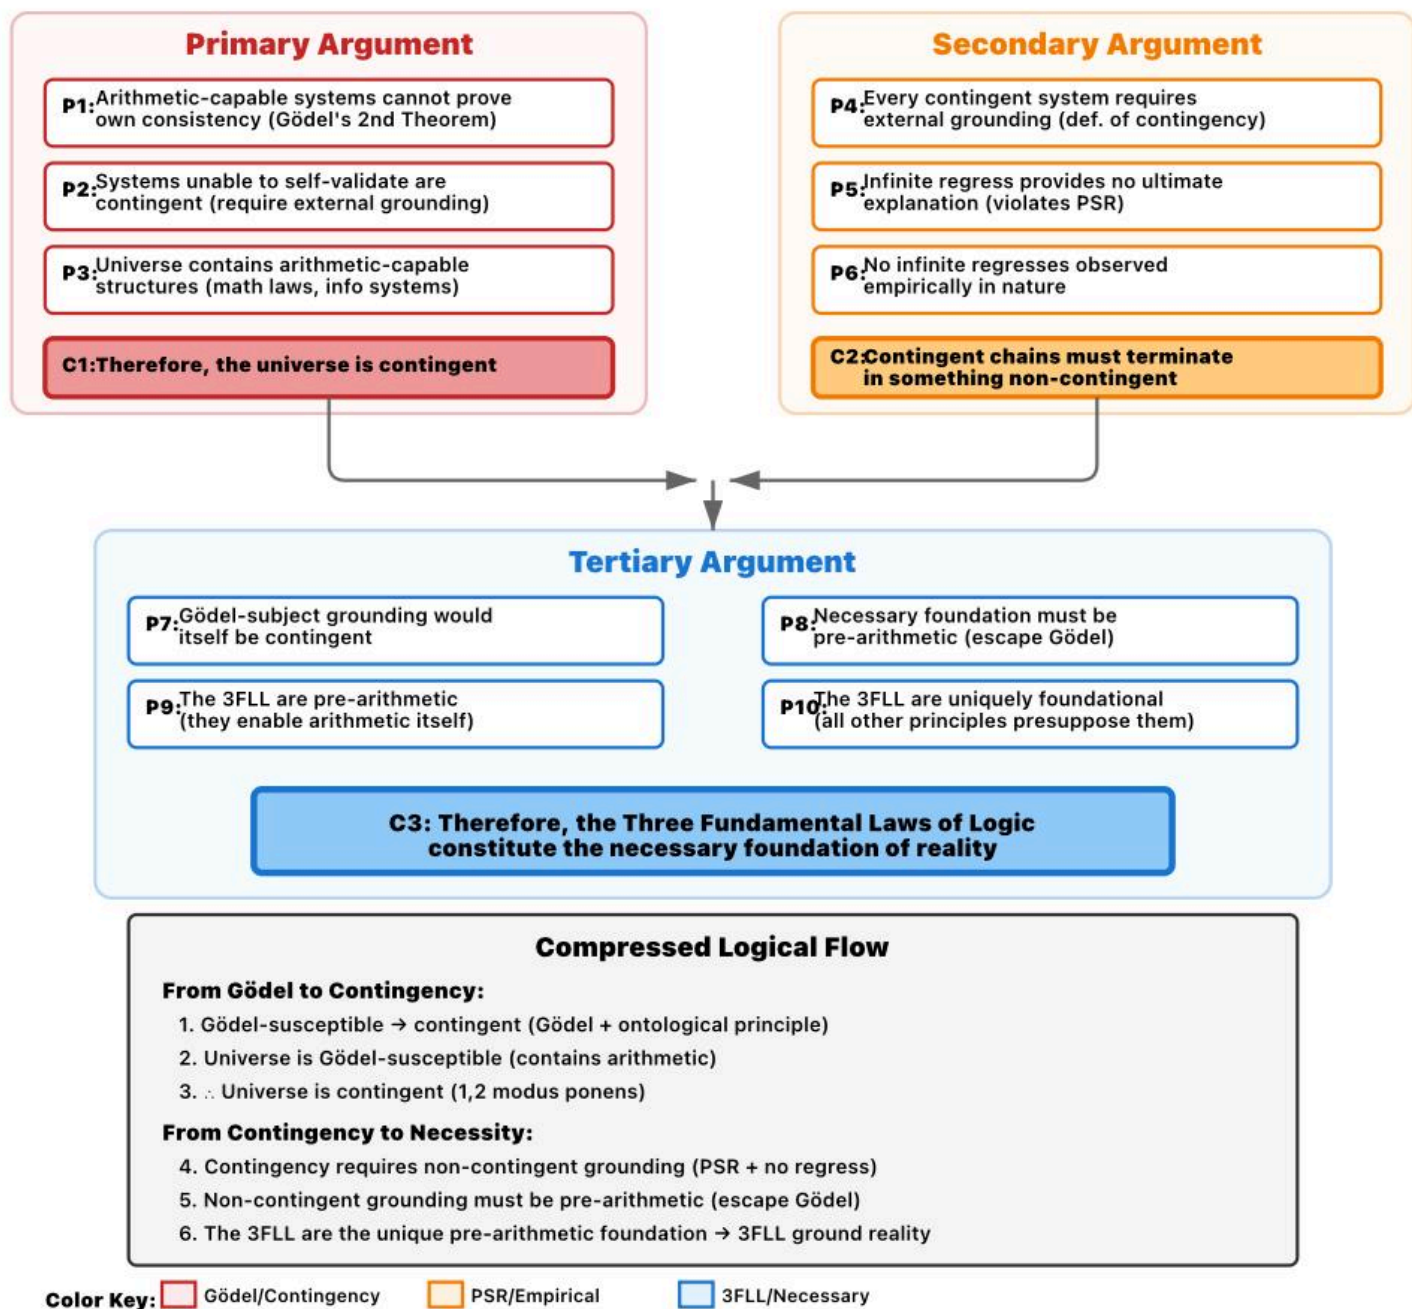 Primary Argument
P1: Arithmetic-capable systems cannot prove
own consistency (Gödel's 2nd Theorem)
P2: Systems unable to self-validate are
contingent (require external grounding)
P3: Universe contains arithmetic-capable
structures (math laws, info systems)
C1: Therefore, the universe is contingent
Secondary Argument
P4: Every contingent system requires
external grounding (def. of contingency)
P5: Infinite regress provides no ultimate
explanation (violates PSR)
P6: No infinite regresses observed
empirically in nature
C2: Contingent chains must terminate
in something non-contingent
Tertiary Argument
P7: Gödel-subject grounding would
itself be contingent
P8: Necessary foundation must be
pre-arithmetic (escape Gödel)
P9: The 3FLL are pre-arithmetic
(they enable arithmetic itself)
P10: The 3FLL are uniquely foundational
(all other principles presuppose them)
C3: Therefore, the Three Fundamental Laws of Logic
constitute the necessary foundation of reality
Compressed Logical Flow
From Gödel to Contingency:
1. Gödel-susceptible → contingent (Gödel + ontological principle)
2. Universe is Gödel-susceptible (contains arithmetic)
3. ∴ Universe is contingent (1,2 modus ponens)
From Contingency to Necessity:
4. Contingency requires non-contingent grounding (PSR + no regress)
5. Non-contingent grounding must be pre-arithmetic (escape Gödel)
6. The 3FLL are the unique pre-arithmetic foundation → 3FLL ground reality
Color Key: Gödel/Contingency PSR/Empirical 3FLL/Necessary